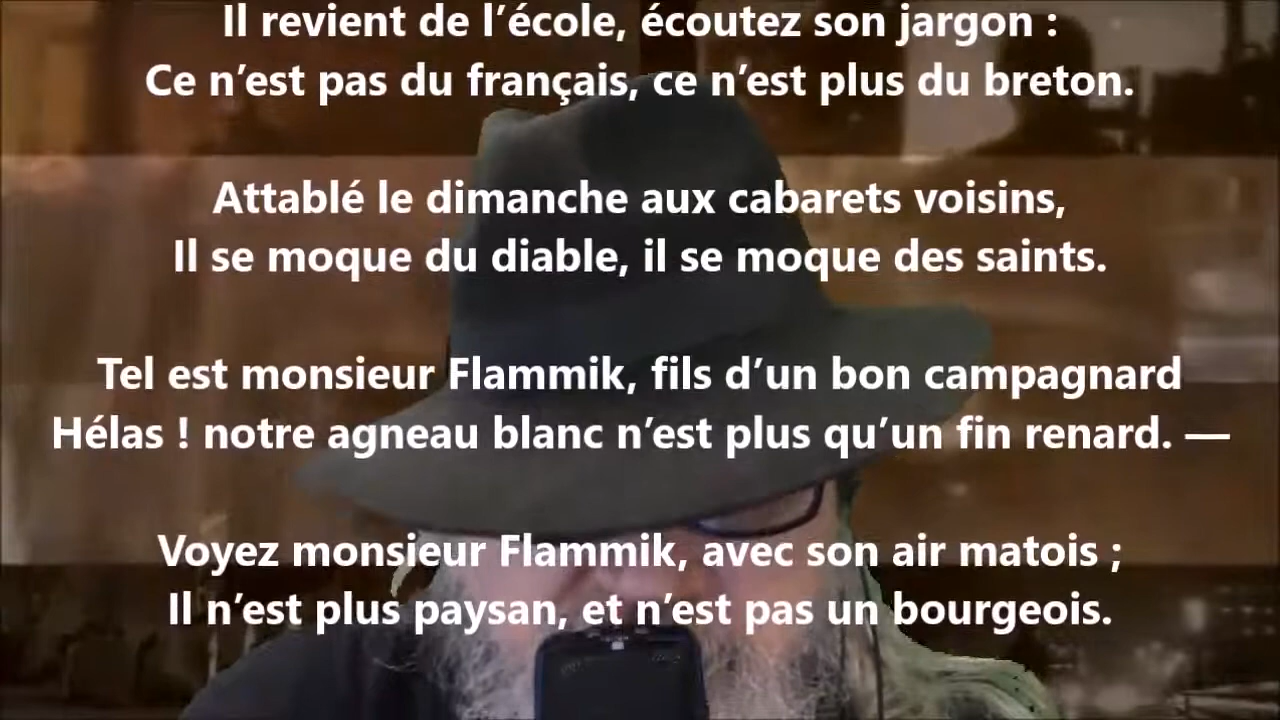 Il revient de l’école, écoutez son jargon :
Ce n’est pas du français, ce n’est plus du breton.
Attablé le dimanche aux cabarets voisins,
Il se moque du diable, il se moque des saints.
Tel est monsieur Flammik, fils d’un bon campagnard
Hélas ! notre agneau blanc n’est plus qu’un fin renard. —
Voyez monsieur Flammik, avec son air matois ;
Il n’est plus paysan, et n’est pas un bourgeois.